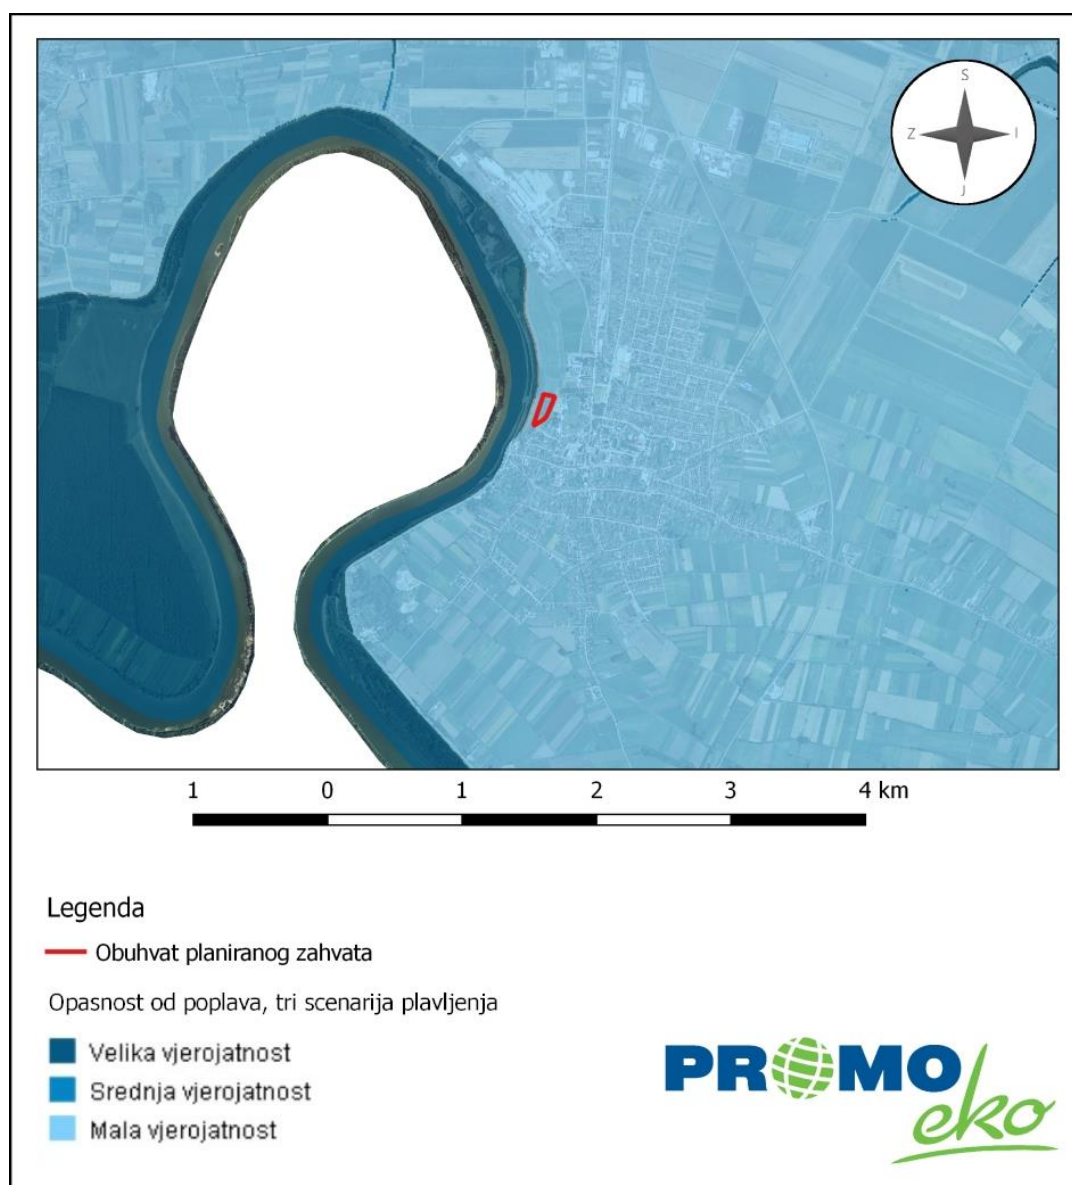 S
Z I
J
1 0 1 2 3 4 km
Legenda
Obuhvat planiranog zahvata
Opasnost od poplava, tri scenarija plavljenja
Velika vjerojatnost
Srednja vjerojatnost
Mala vjerojatnost
PROMO
eko